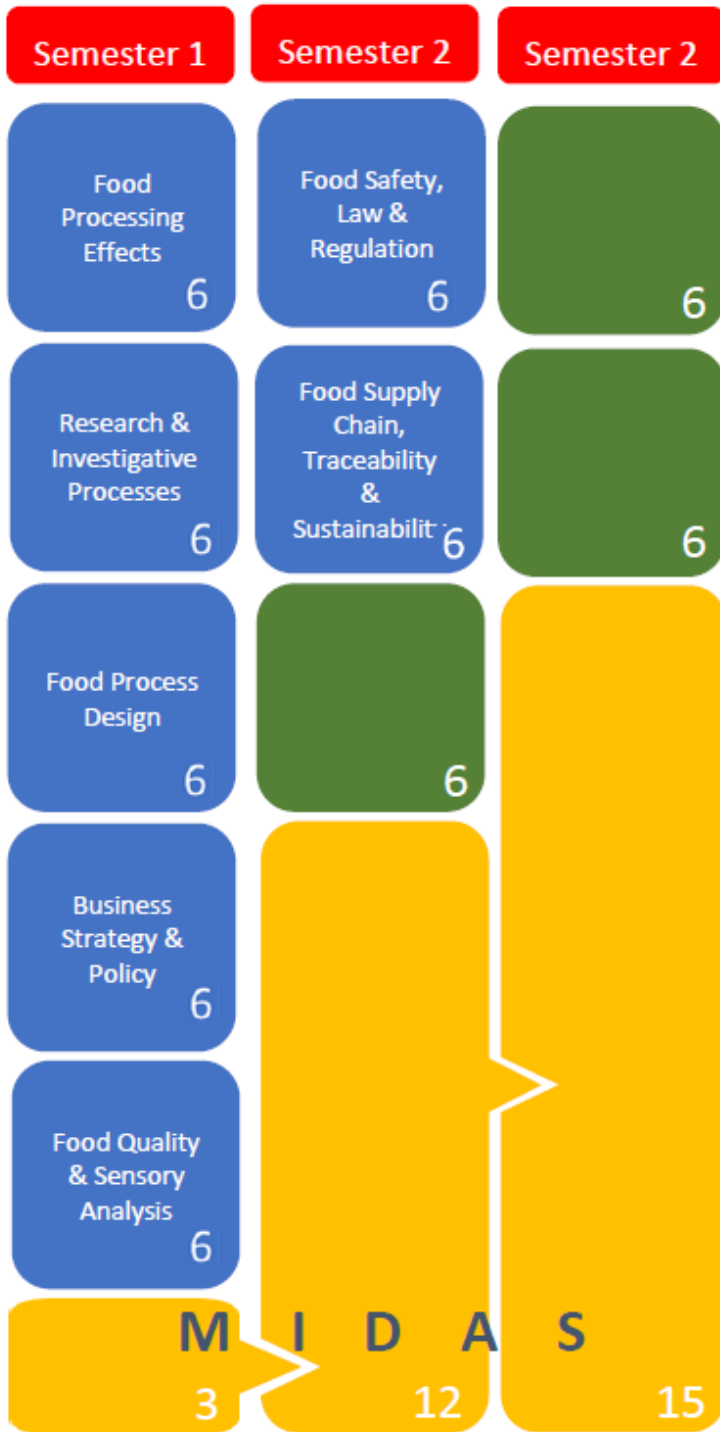 Semester 1
Semester 2
Semester 2
Food
Processing
Effects
6
Food Safety,
Law &
Regulation
6
6
Research &
Investigative
Processes
6
Food Supply
Chain,
Traceability
&
Sustainabilit
6
6
Food Process
Design
6
6
Business
Strategy &
Policy
6
Food Quality
& Sensory
Analysis
6
M I D A S
3
12
15